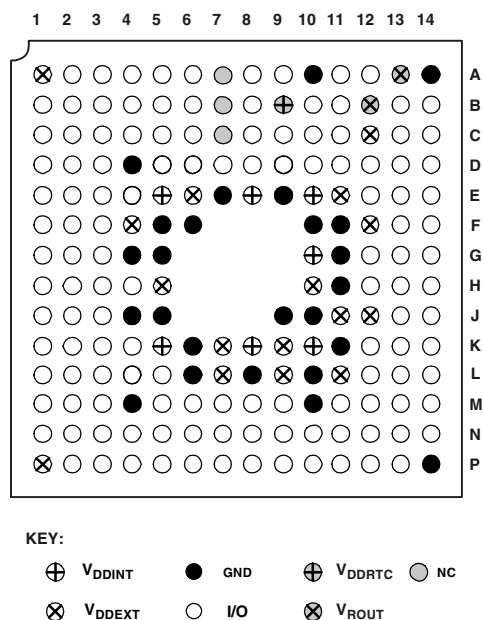 1 2 3 4 5 6 7 8 9 10 11 12 13 14
A
B
C
D
E
F
G
H
J
K
L
M
N
P
KEY:
VDDINT GND VDDRTC NC
VDDEXT I/O VROUT